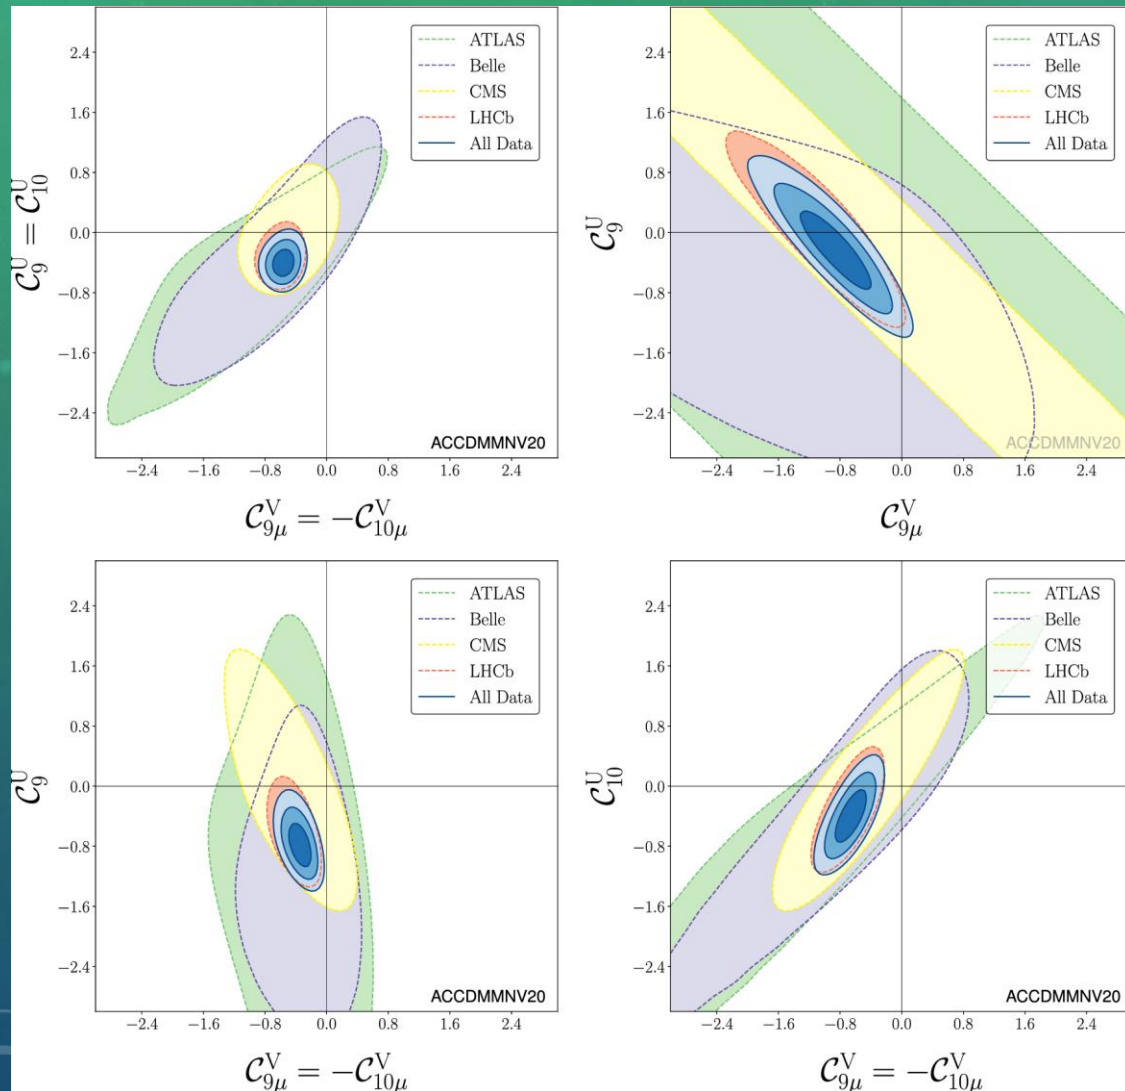 2.4
1.6
0.8
0.0
−0.8
−1.6
−2.4
−2.4 −1.6 −0.8 0.0 0.8 1.6 2.4
C₉ᵁ = C₁₀ᵁ
C₉μⱽ = −C₁₀μⱽ
ATLAS
Belle
CMS
LHCb
All Data
ACCDMMNV20
2.4
1.6
0.8
0.0
−0.8
−1.6
−2.4
−2.4 −1.6 −0.8 0.0 0.8 1.6 2.4
C₉ᵁ
C₉μⱽ
ATLAS
Belle
CMS
LHCb
All Data
ACCDMMNV20
2.4
1.6
0.8
0.0
−0.8
−1.6
−2.4
−2.4 −1.6 −0.8 0.0 0.8 1.6 2.4
C₉ᵁ
C₉μⱽ = −C₁₀μⱽ
ATLAS
Belle
CMS
LHCb
All Data
ACCDMMNV20
2.4
1.6
0.8
0.0
−0.8
−1.6
−2.4
−2.4 −1.6 −0.8 0.0 0.8 1.6 2.4
C₁₀ᵁ
C₉μⱽ = −C₁₀μⱽ
ATLAS
Belle
CMS
LHCb
All Data
ACCDMMNV20